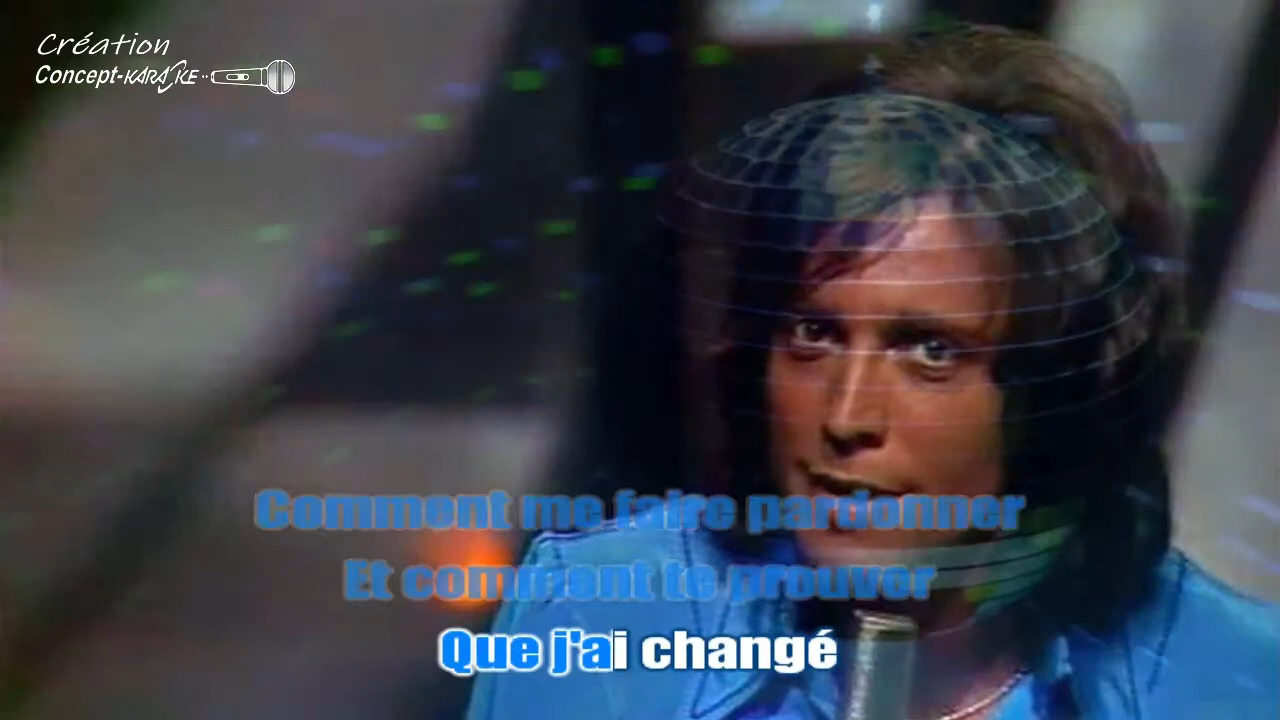 Création
Concept-KARAOKE
Comment me faire pardonner
Et comment te prouver
Que j'ai changé